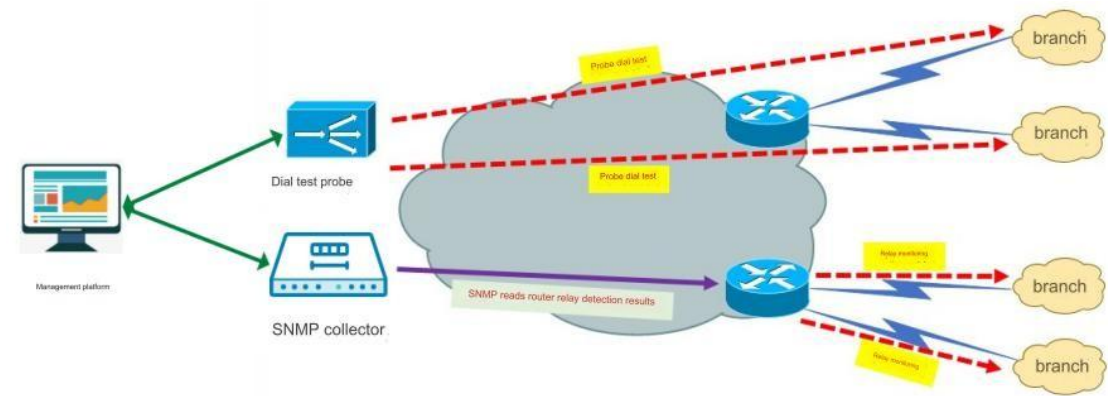 branch
Probe dial test
branch
Probe dial test
Dial test probe
Management platform
Relay monitoring
branch
SNMP reads router relay detection results
SNMP collector
Relay monitoring
branch